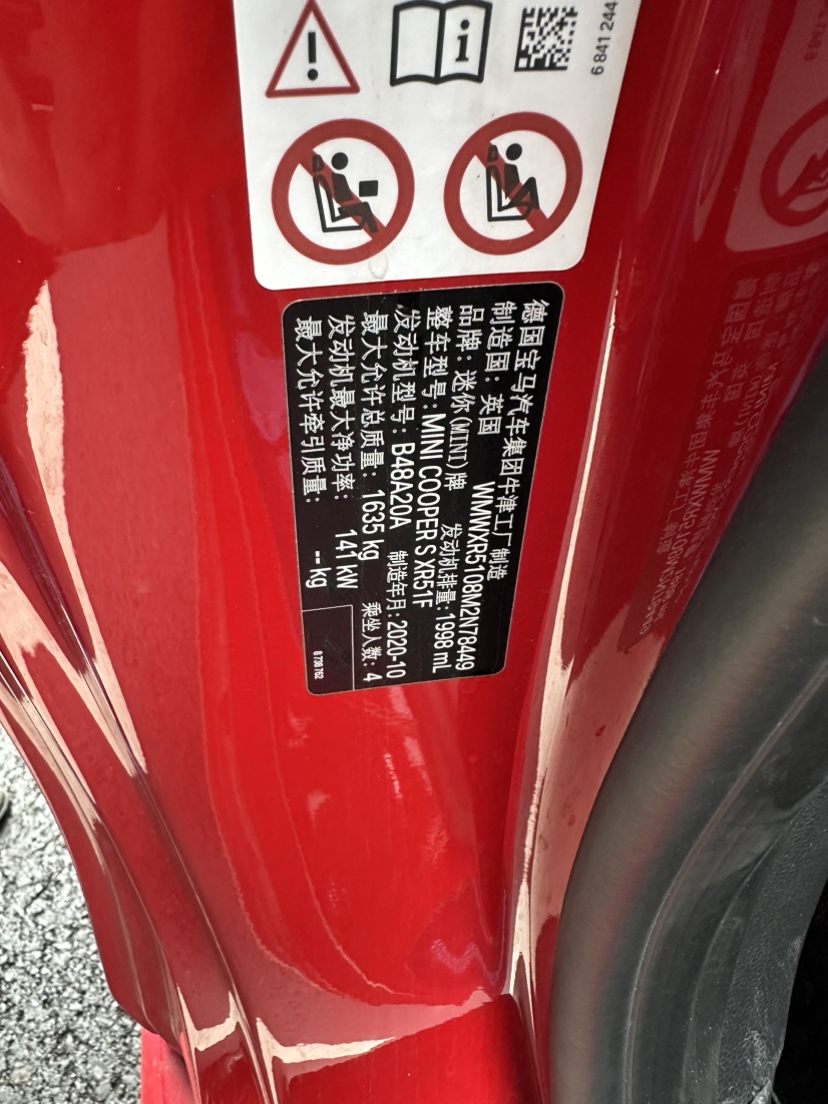 6 841 244
德国宝马汽车集团牛津工厂制造
制造国：英国 WMWXR5108M2N78449
品牌：迷你(MINI)牌 发动机排量：1998 mL
整车型号：MINI COOPER S XR51F
发动机型号：B48A20A 制造年月：2020-10
最大允许总质量：1635 kg 乘坐人数：4
发动机最大净功率：141 kW
最大允许牵引质量：-- kg
8 738 762